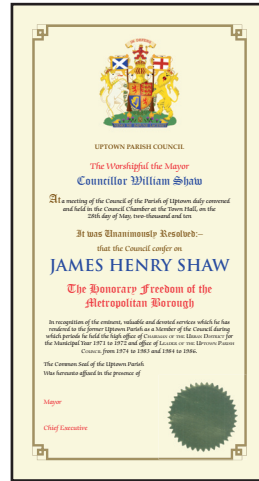 UPTOWN PARISH COUNCIL
The Worshipful the Mayor
Councillor William Shaw
At a meeting of the Council of the Parish of Uptown duly convened
and held in the Council Chamber at the Town Hall, on the
28th day of May, two-thousand and ten
It was Unanimously Resolved:–
that the Council confer on
JAMES HENRY SHAW
The Honorary Freedom of the
Metropolitan Borough
In recognition of the eminent, valuable and devoted services which he has
rendered to the former Uptown Parish as a Member of the Council during
which periods he held the high office of Chairman of the Urban District for
the Municipal Year 1971 to 1972 and office of Leader of the Uptown Parish
Council from 1974 to 1983 and 1984 to 1986.
The Common Seal of the Uptown Parish
Was hereunto affixed in the presence of
Mayor
Chief Executive